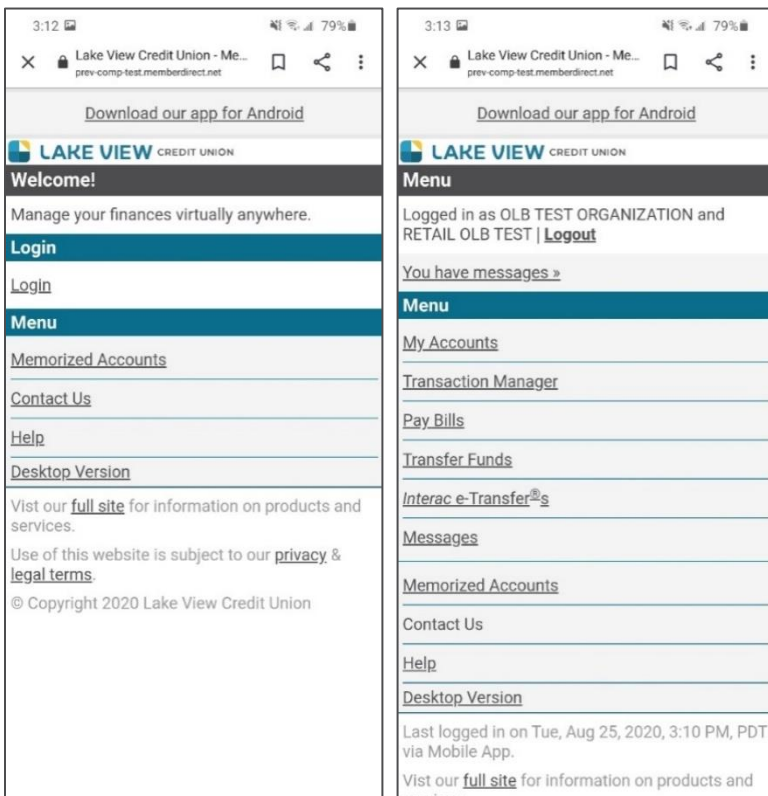 3:12 79%
Lake View Credit Union - Me...
prev-comp-test.memberdirect.net
Download our app for Android
LAKE VIEW CREDIT UNION
Welcome!
Manage your finances virtually anywhere.
Login
Login
Menu
Memorized Accounts
Contact Us
Help
Desktop Version
Vist our full site for information on products and
services.
Use of this website is subject to our privacy &
legal terms.
© Copyright 2020 Lake View Credit Union
3:13 79%
Lake View Credit Union - Me...
prev-comp-test.memberdirect.net
Download our app for Android
LAKE VIEW CREDIT UNION
Menu
Logged in as OLB TEST ORGANIZATION and
RETAIL OLB TEST | Logout
You have messages »
Menu
My Accounts
Transaction Manager
Pay Bills
Transfer Funds
Interac e-Transfer®s
Messages
Memorized Accounts
Contact Us
Help
Desktop Version
Last logged in on Tue, Aug 25, 2020, 3:10 PM, PDT
via Mobile App.
Vist our full site for information on products and